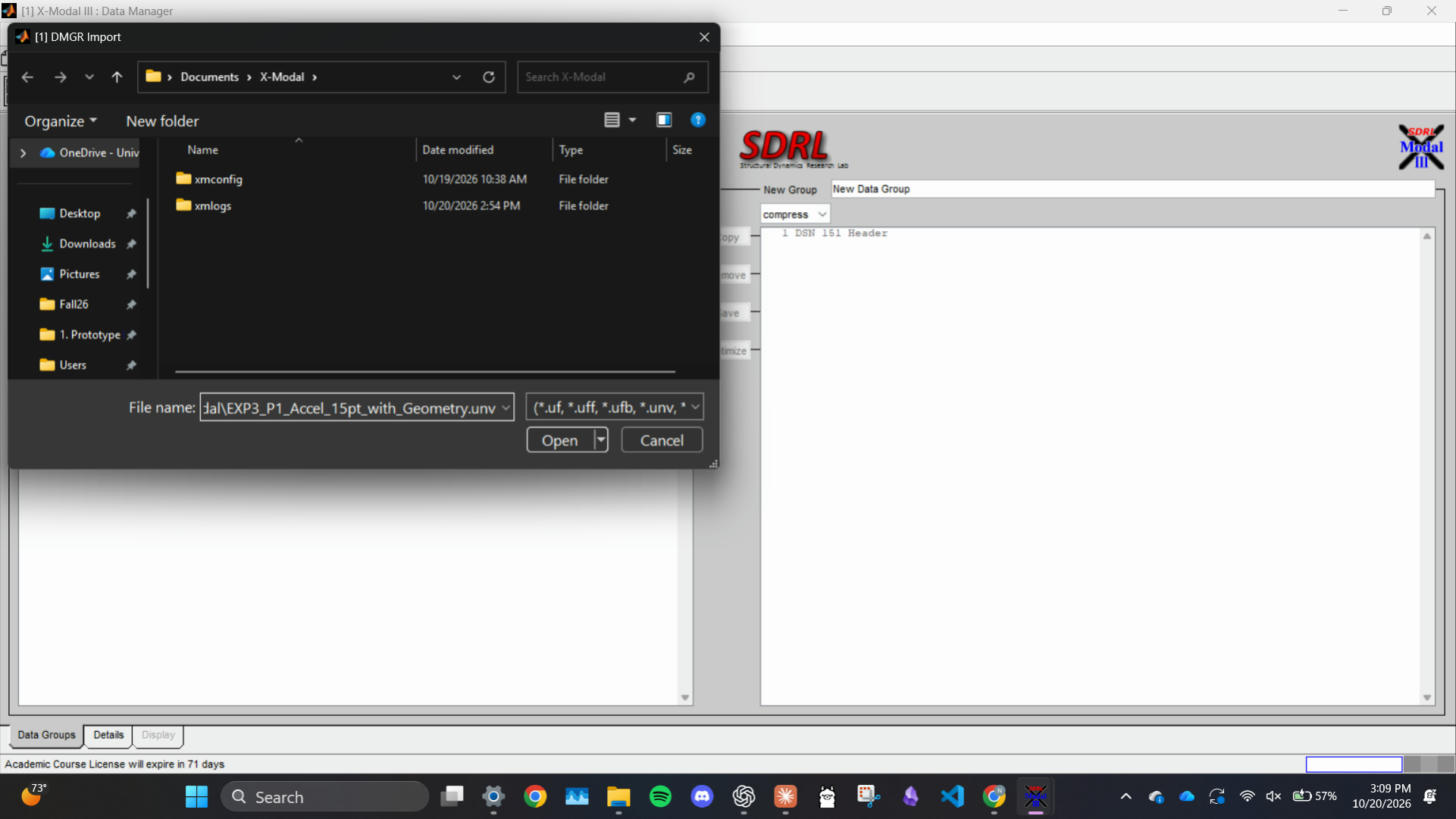 [1] X-Modal III : Data Manager
[1] DMGR Import
Documents
X-Modal
Search X-Modal
Organize
New folder
Name
Date modified
Type
Size
OneDrive - Univ
xmconfig
10/19/2026 10:38 AM
File folder
xmlogs
10/20/2026 2:54 PM
File folder
Desktop
Downloads
Pictures
Fall26
1. Prototype
Users
File name:
dal\EXP3_P1_Accel_15pt_with_Geometry.unv
(*.uf, *.uff, *.ufb, *.unv, *
Open
Cancel
SDRL
Structural Dynamics Research Lab
SDRL
Modal
III
New Group
New Data Group
compress
opy
1 DSN 151 Header
move
ave
timize
Data Groups
Details
Display
Academic Course License will expire in 71 days
73°
Search
57%
3:09 PM
10/20/2026